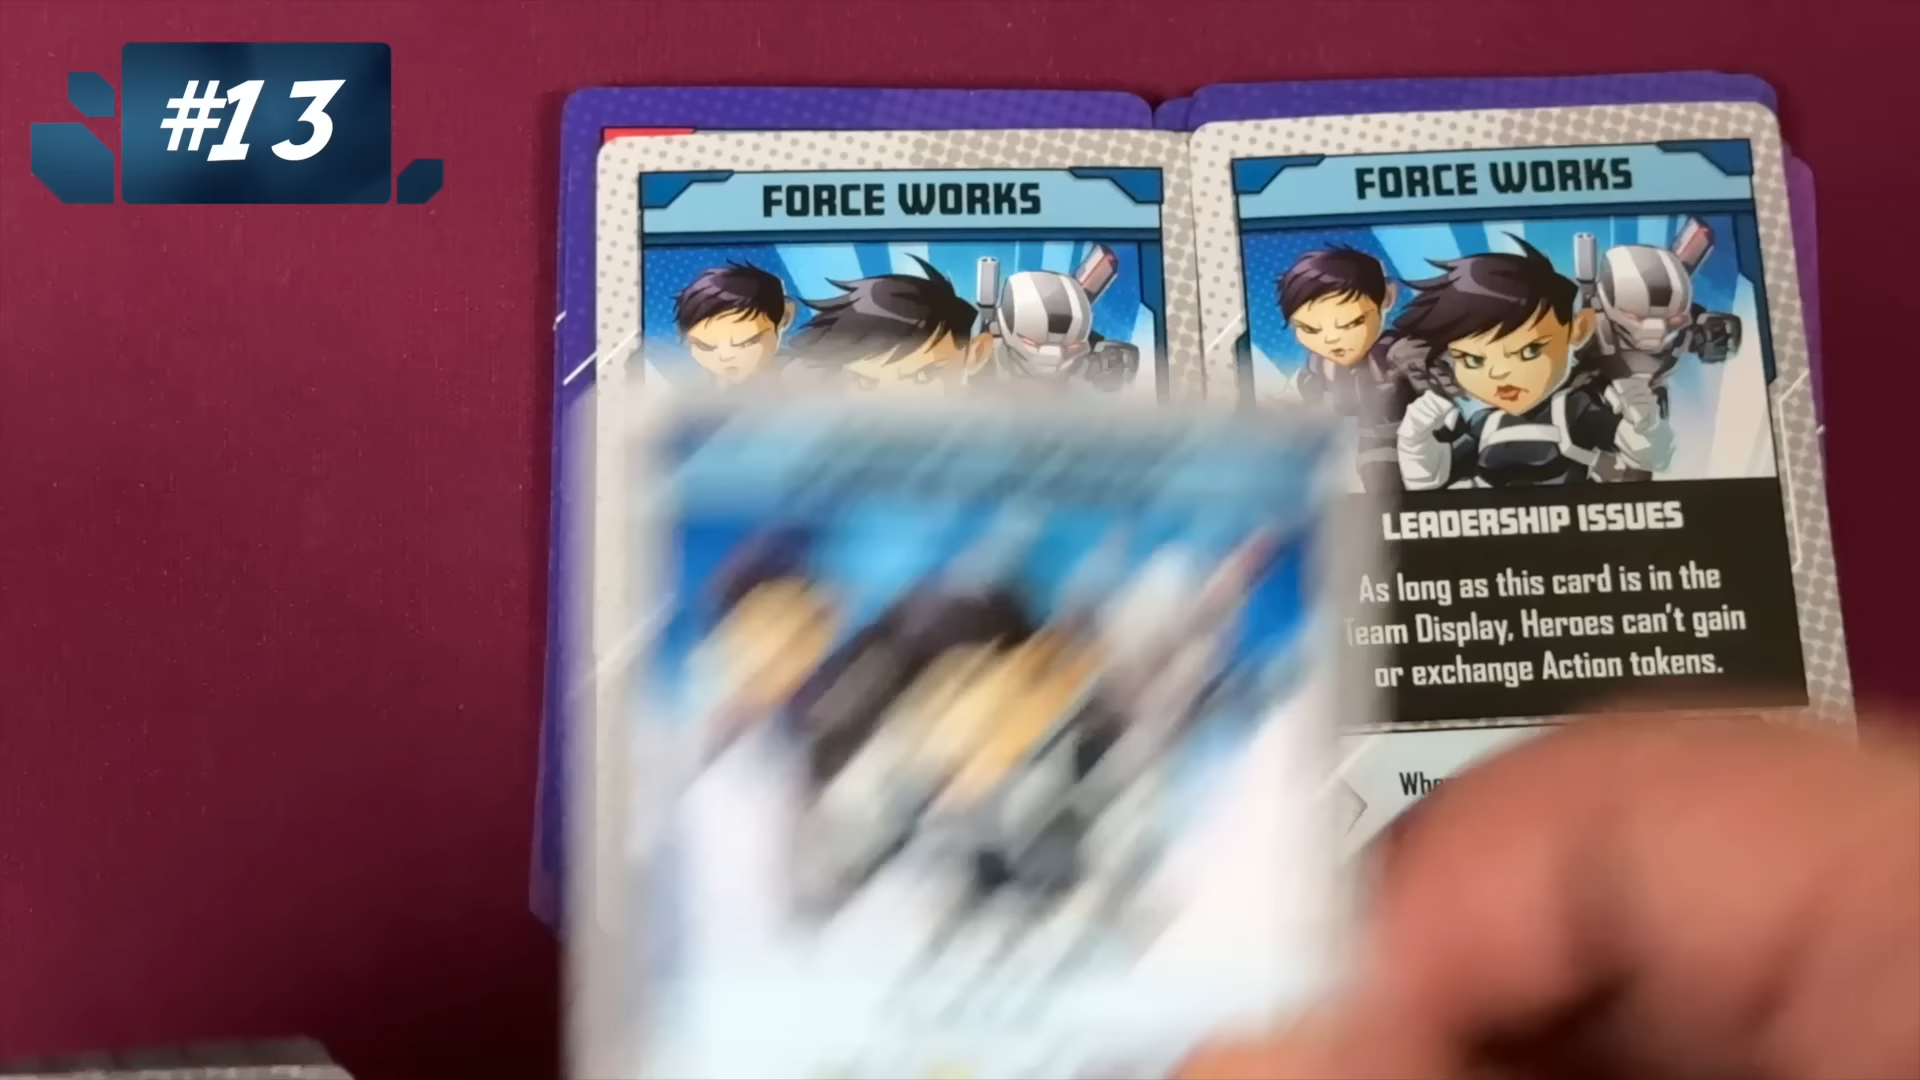 #13
FORCE WORKS
FORCE WORKS
LEADERSHIP ISSUES
As long as this card is in the
Team Display, Heroes can't gain
or exchange Action tokens.